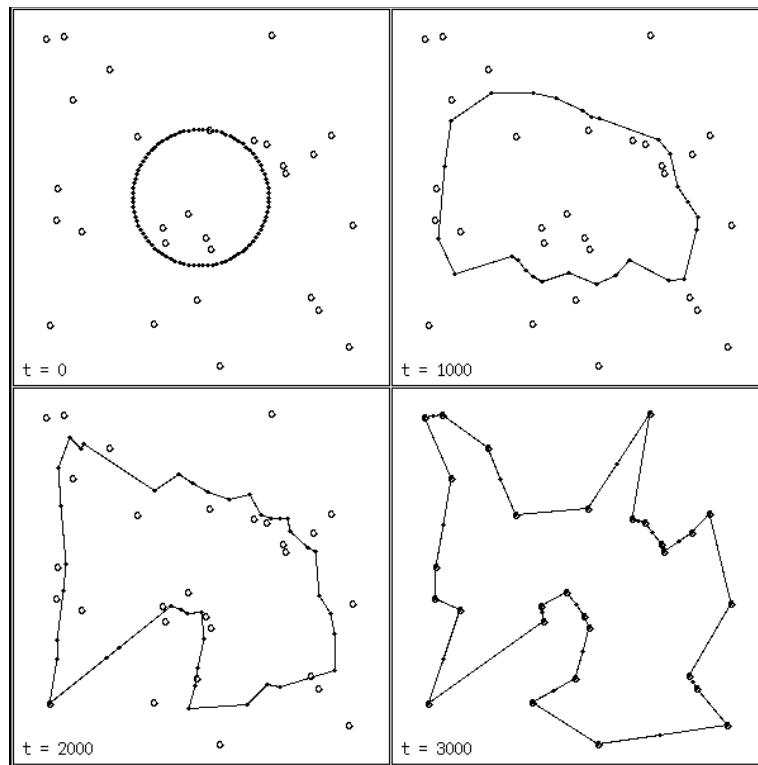 t = 0
t = 1000
t = 2000
t = 3000